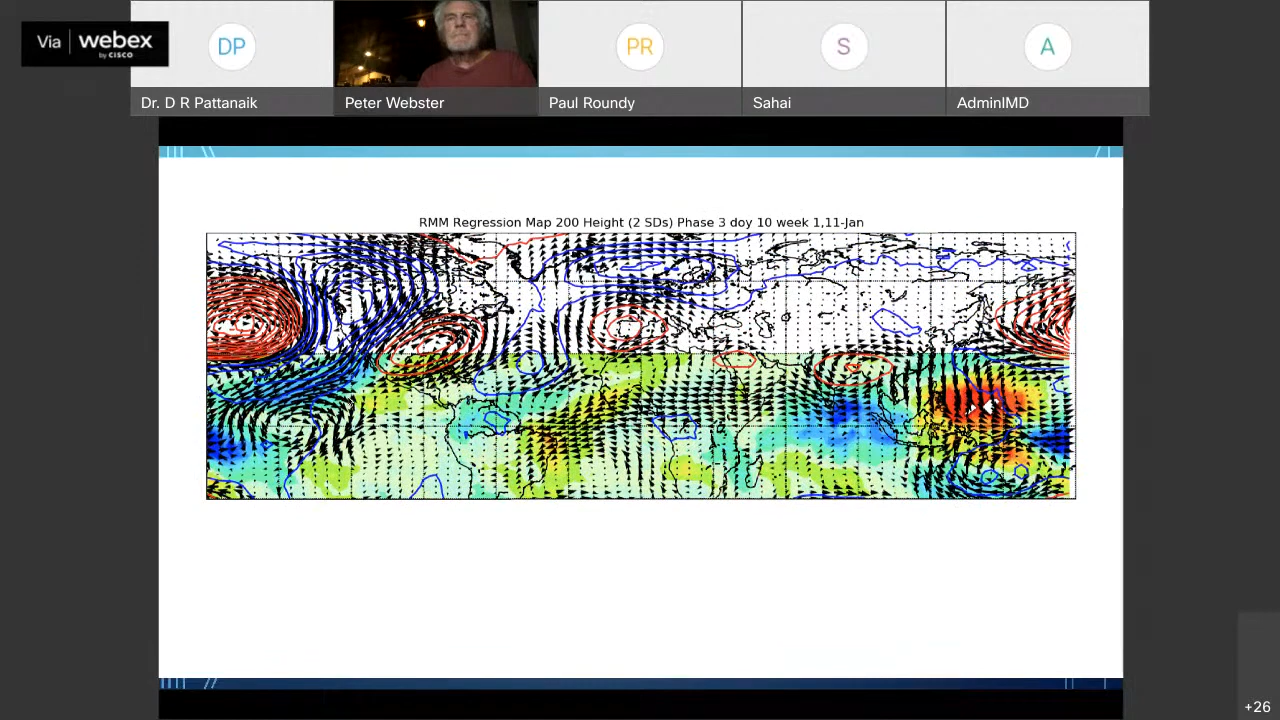 Via webex
by CISCO
DP
PR
S
A
Dr. D R Pattanaik
Peter Webster
Paul Roundy
Sahai
AdminIMD
RMM Regression Map 200 Height (2 SDs) Phase 3 doy 10 week 1,11-Jan
+26